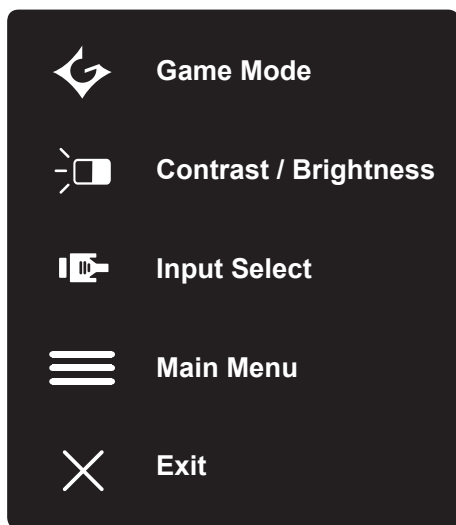 Game Mode
Contrast / Brightness
Input Select
Main Menu
Exit